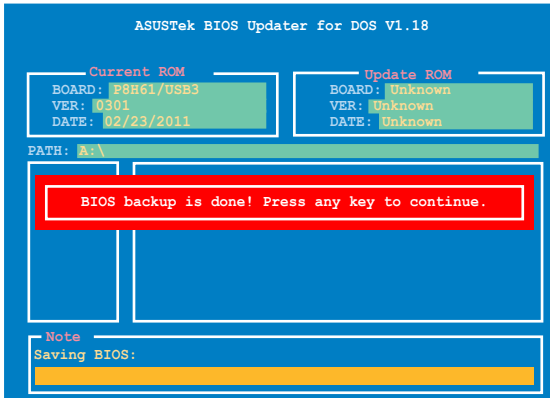 ASUSTek BIOS Updater for DOS V1.18
Current ROM
BOARD: P8H61/USB3
VER: 0301
DATE: 02/23/2011
Update ROM
BOARD: Unknown
VER: Unknown
DATE: Unknown
PATH: A:\
BIOS backup is done! Press any key to continue.
Note
Saving BIOS: